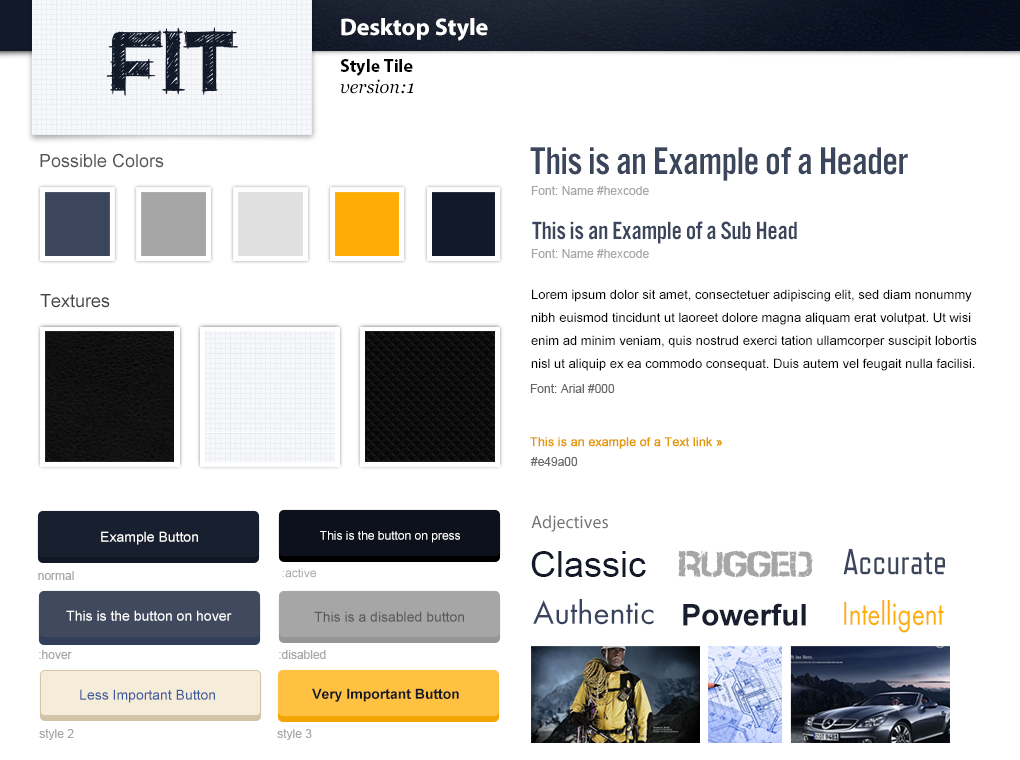 FIT
Desktop Style
Style Tile
version:1
Possible Colors
Textures
Example Button
normal
This is the button on press
:active
This is the button on hover
:hover
This is a disabled button
:disabled
Less Important Button
style 2
Very Important Button
style 3
This is an Example of a Header
Font: Name #hexcode
This is an Example of a Sub Head
Font: Name #hexcode
Lorem ipsum dolor sit amet, consectetuer adipiscing elit, sed diam nonummy
nibh euismod tincidunt ut laoreet dolore magna aliquam erat volutpat. Ut wisi
enim ad minim veniam, quis nostrud exerci tation ullamcorper suscipit lobortis
nisl ut aliquip ex ea commodo consequat. Duis autem vel feugait nulla facilisi.
Font: Arial #000
This is an example of a Text link »
#e49a00
Adjectives
Classic
RUGGED
Accurate
Authentic
Powerful
Intelligent